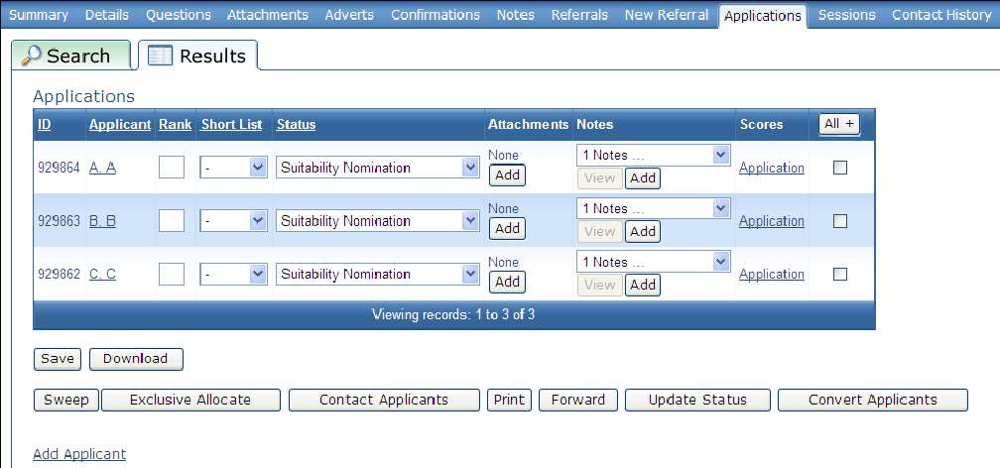 Summary Details Questions Attachments Adverts Confirmations Notes Referrals New Referral Applications Sessions Contact History
Search Results
Applications
ID Applicant Rank Short List Status Attachments Notes Scores All +
929864 A, A - Suitability Nomination None Add 1 Notes ... View Add Application
929863 B, B - Suitability Nomination None Add 1 Notes ... View Add Application
929862 C, C - Suitability Nomination None Add 1 Notes ... View Add Application
Viewing records: 1 to 3 of 3
Save Download
Sweep Exclusive Allocate Contact Applicants Print Forward Update Status Convert Applicants
Add Applicant